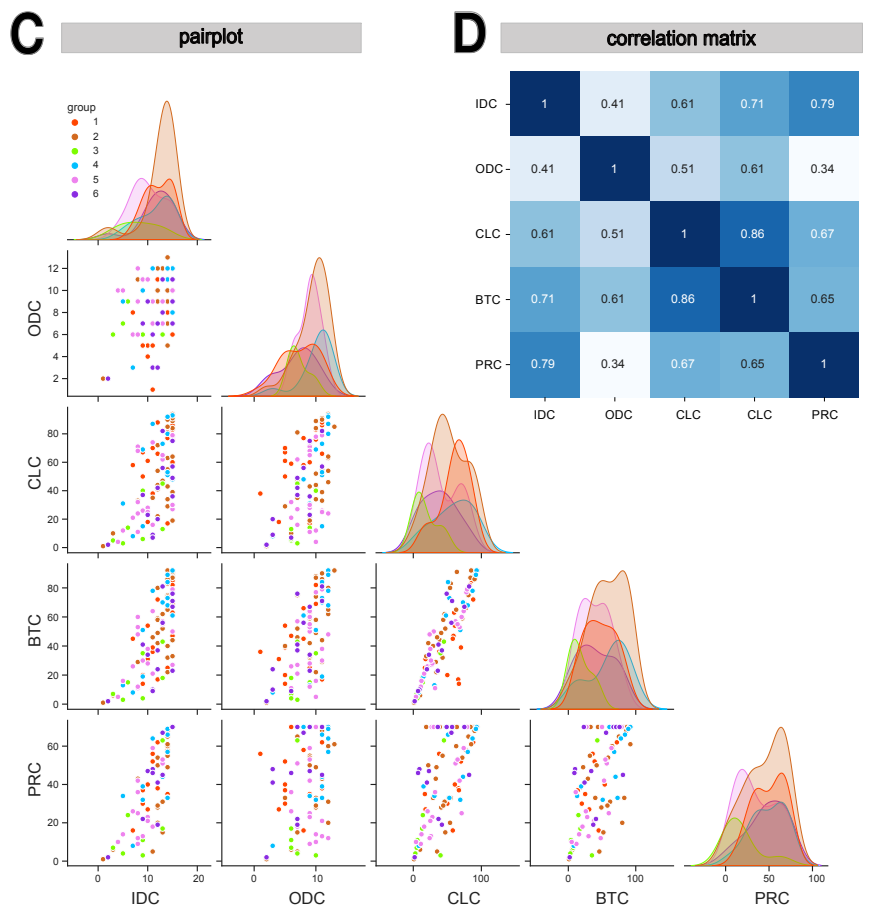 C pairplot
D correlation matrix
group
1
2
3
4
5
6
IDC 1 0.41 0.61 0.71 0.79
ODC 0.41 1 0.51 0.61 0.34
CLC 0.61 0.51 1 0.86 0.67
BTC 0.71 0.61 0.86 1 0.65
PRC 0.79 0.34 0.67 0.65 1
IDC ODC CLC CLC PRC
ODC
12
10
8
6
4
2
CLC
80
60
40
20
0
BTC
80
60
40
20
0
PRC
60
40
20
0
0 10 20 0 10 0 100 0 100 0 50 100
IDC ODC CLC BTC PRC